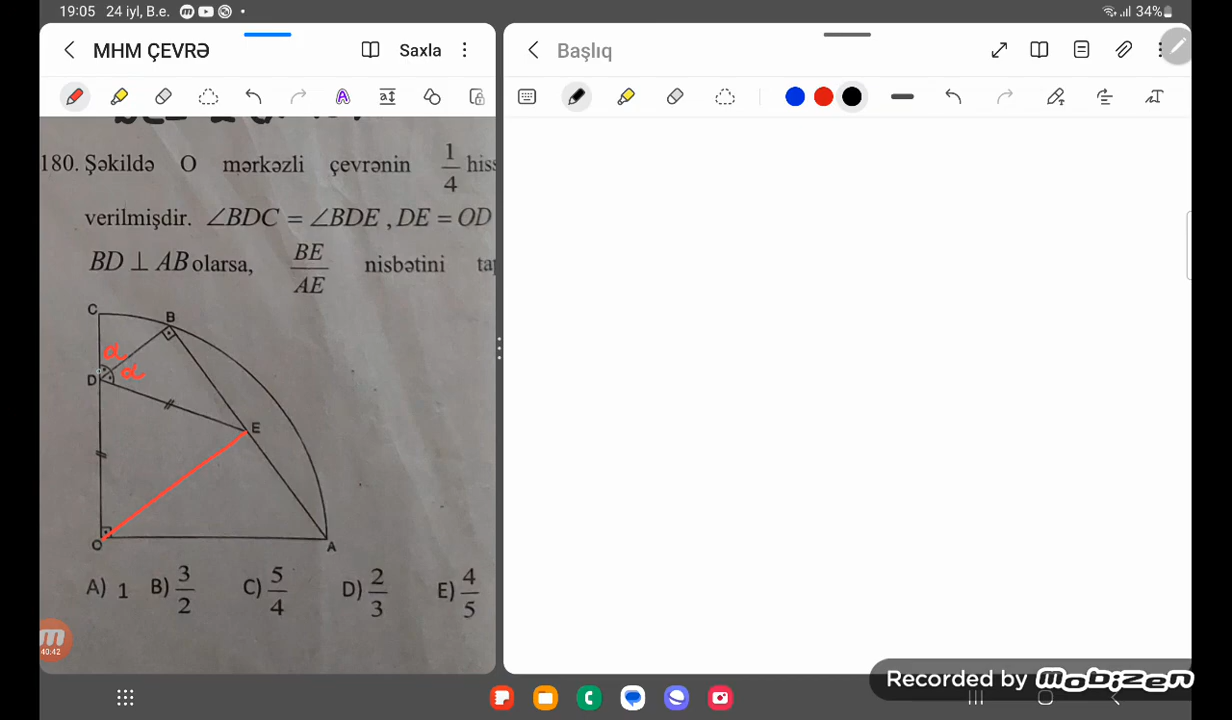 19:05 24 iyl, B.e.
34%
MHM ÇEVRƏ
Saxla
Başlıq
180. Şəkildə O mərkəzli çevrənin 1/4 his
verilmişdir. ∠BDC = ∠BDE , DE = OD
BD ⊥ AB olarsa, BE/AE nisbətini ta
C
B
α
D
α
E
O
A
A) 1 B) 3/2 C) 5/4 D) 2/3 E) 4/5
40:42
Recorded by mobizen